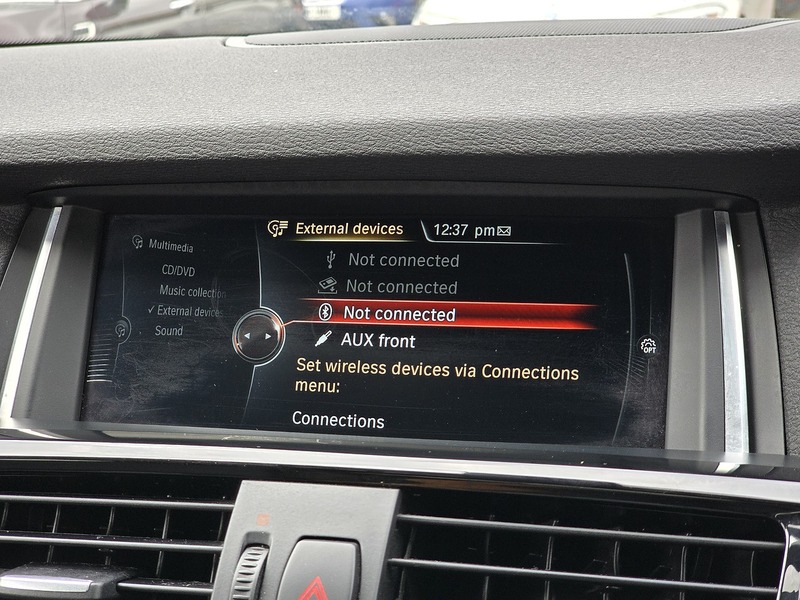 External devices 12:37 pm
Multimedia
CD/DVD
Music collection
External devices
Sound
Not connected
Not connected
Not connected
AUX front
Set wireless devices via Connections
menu:
Connections
OPT